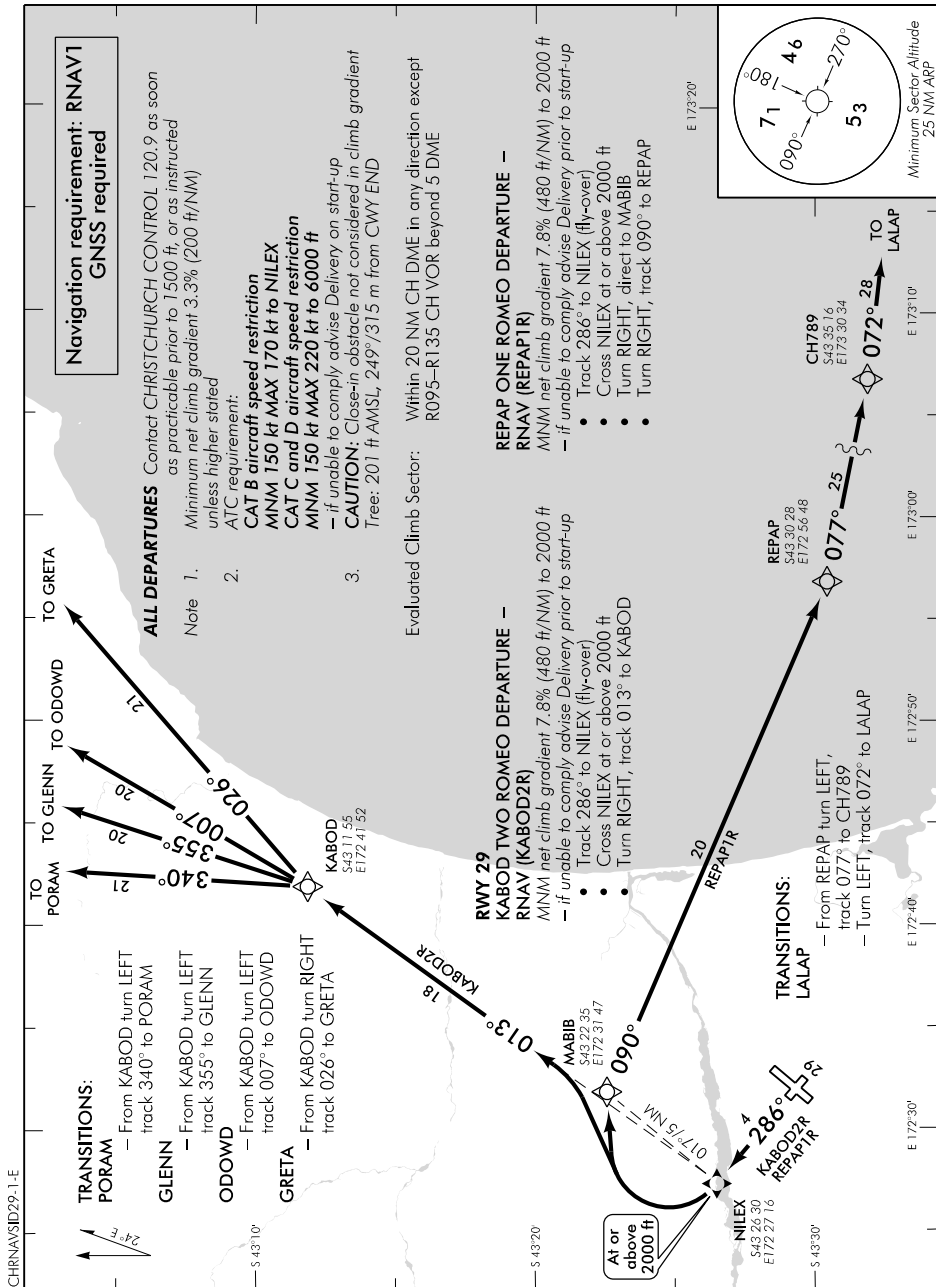 CHRNAVSID29-1-E
Navigation requirement: RNAV1
GNSS required
24°E
TRANSITIONS:
PORAM
– From KABOD turn LEFT
track 340° to PORAM
GLENN
– From KABOD turn LEFT
track 355° to GLENN
ODOWD
– From KABOD turn LEFT
track 007° to ODOWD
GRETA
– From KABOD turn RIGHT
track 026° to GRETA
TO
PORAM
TO GLENN
TO ODOWD
TO GRETA
21
20
20
21
340°
355°
007°
026°
KABOD
S43 11 55
E172 41 52
ALL DEPARTURES Contact CHRISTCHURCH CONTROL 120.9 as soon
as practicable prior to 1500 ft, or as instructed
Note 1. Minimum net climb gradient 3.3% (200 ft/NM)
unless higher stated
2. ATC requirement:
CAT B aircraft speed restriction
MNM 150 kt MAX 170 kt to NILEX
CAT C and D aircraft speed restriction
MNM 150 kt MAX 220 kt to 6000 ft
– if unable to comply advise Delivery on start-up
3. CAUTION: Close-in obstacle not considered in climb gradient
Tree: 201 ft AMSL, 249°/315 m from CWY END
Evaluated Climb Sector: Within 20 NM CH DME in any direction except
R095–R135 CH VOR beyond 5 DME
S 43°10'
18
KABOD2R
013°
RWY 29
KABOD TWO ROMEO DEPARTURE –
RNAV (KABOD2R)
MNM net climb gradient 7.8% (480 ft/NM) to 2000 ft
– if unable to comply advise Delivery prior to start-up
• Track 286° to NILEX (fly-over)
• Cross NILEX at or above 2000 ft
• Turn RIGHT, track 013° to KABOD
REPAP ONE ROMEO DEPARTURE –
RNAV (REPAP1R)
MNM net climb gradient 7.8% (480 ft/NM) to 2000 ft
– if unable to comply advise Delivery prior to start-up
• Track 286° to NILEX (fly-over)
• Cross NILEX at or above 2000 ft
• Turn RIGHT, direct to MABIB
• Turn RIGHT, track 090° to REPAP
S 43°20'
MABIB
S43 22 35
E172 31 47
090°
20
REPAP1R
017°/5 NM
At or
above
2000 ft
NILEX
S43 26 30
E172 27 16
4
286°
KABOD2R
REPAP1R
29
TRANSITIONS:
LALAP
– From REPAP turn LEFT,
track 077° to CH789
– Turn LEFT, track 072° to LALAP
REPAP
S43 30 28
E172 56 48
077°
25
CH789
S43 35 16
E173 30 34
072°
28
TO
LALAP
S 43°30'
E 172°30'
E 172°40'
E 172°50'
E 173°00'
E 173°10'
E 173°20'
090°
180°
270°
71
46
53
Minimum Sector Altitude
25 NM ARP